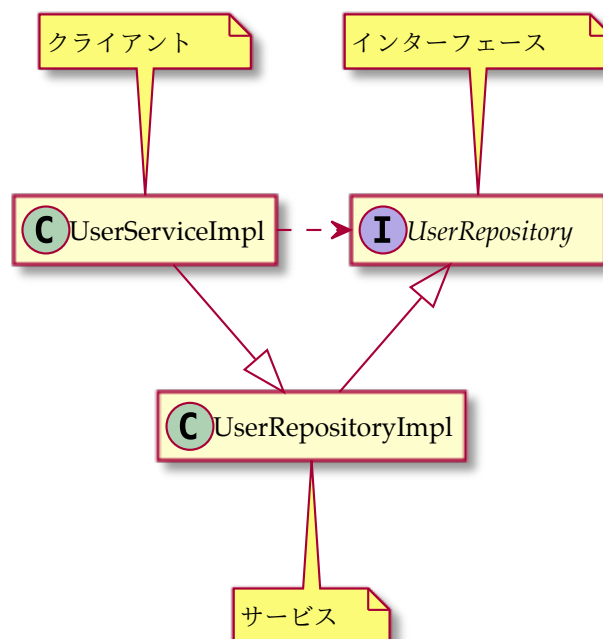 クライアント
インターフェース
C UserServiceImpl
I UserRepository
C UserRepositoryImpl
サービス